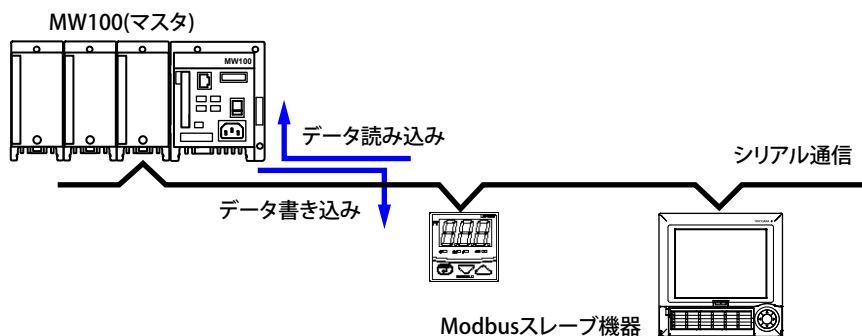 MW100(マスタ)
MW100
データ読み込み
シリアル通信
データ書き込み
Modbusスレーブ機器